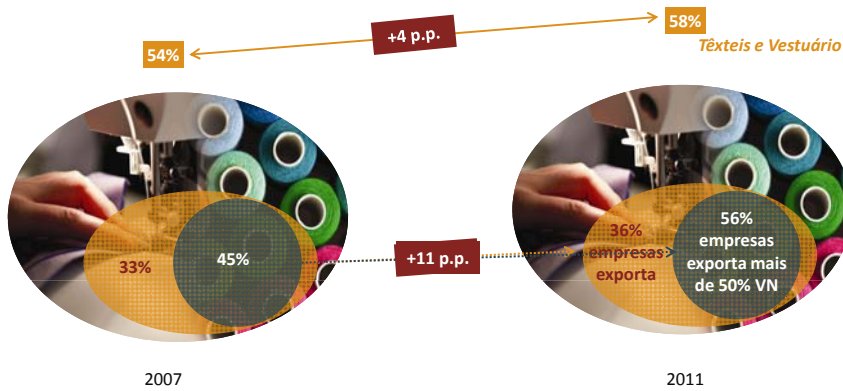 58%
+4 p.p.
54%
Têxteis e Vestuário
33%
45%
+11 p.p.
36%
empresas
exporta
56%
empresas
exporta mais
de 50% VN
2007
2011